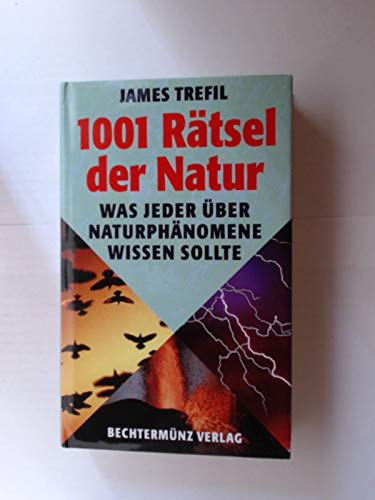 JAMES TREFIL
1001 Rätsel
der Natur
WAS JEDER ÜBER
NATURPHÄNOMENE
WISSEN SOLLTE
BECHTERMÜNZ VERLAG